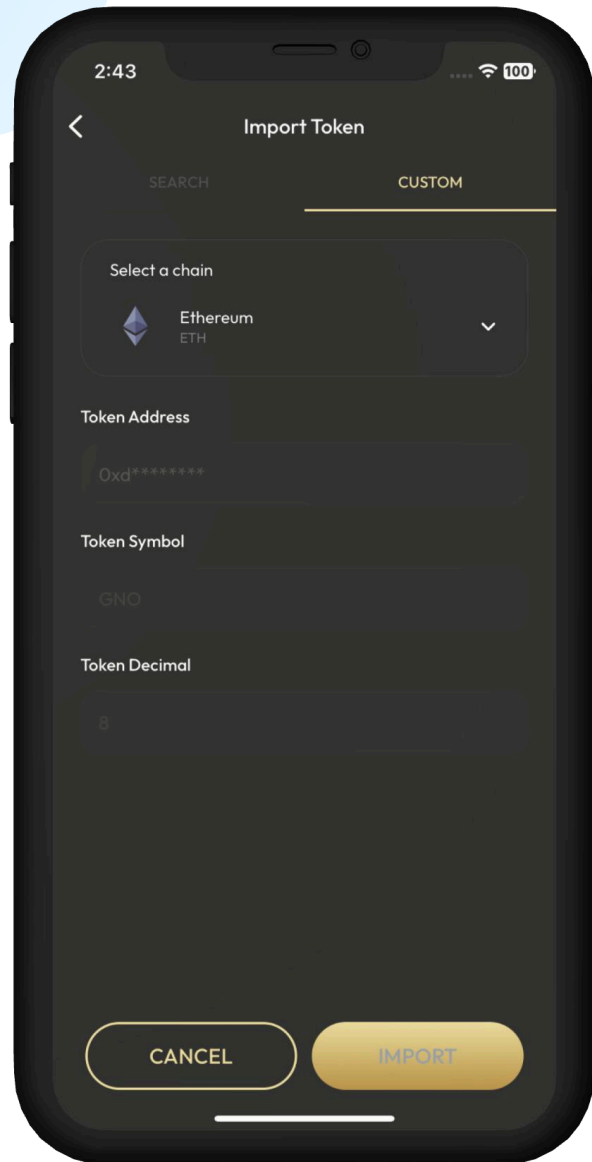 2:43
100
Import Token
SEARCH
CUSTOM
Select a chain
Ethereum
ETH
Token Address
0xd********
Token Symbol
GNO
Token Decimal
8
CANCEL
IMPORT